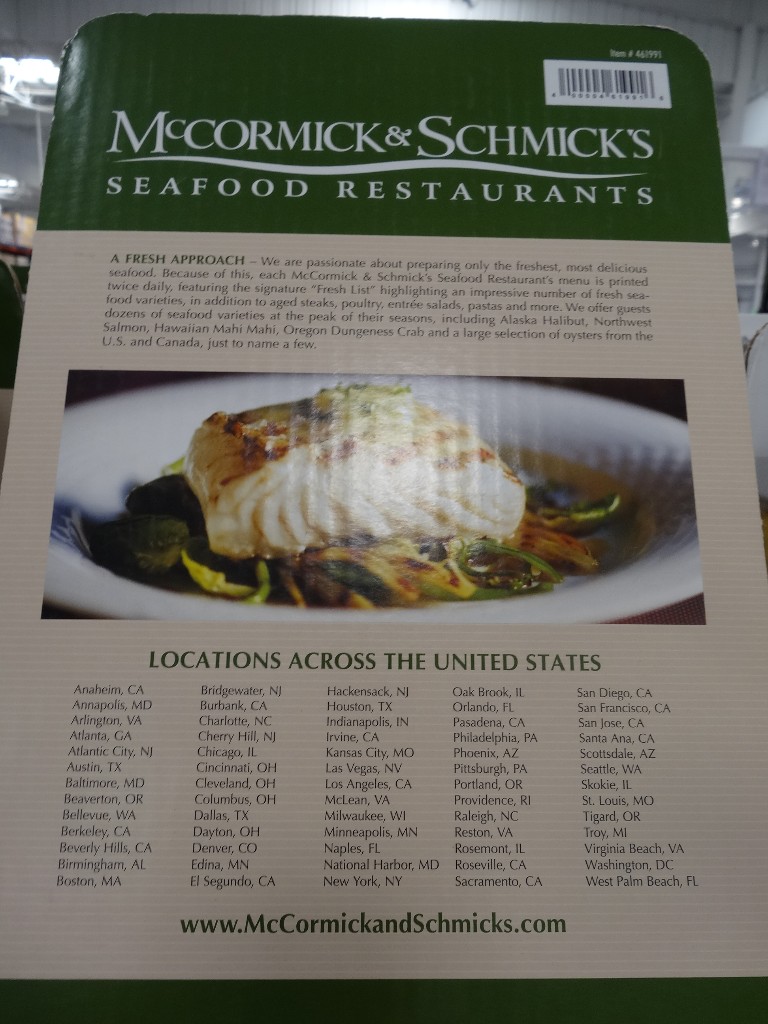 Item # 461991
McCORMICK & SCHMICK'S
SEAFOOD RESTAURANTS
A FRESH APPROACH – We are passionate about preparing only the freshest, most delicious
seafood. Because of this, each McCormick & Schmick's Seafood Restaurant's menu is printed
twice daily, featuring the signature "Fresh List" highlighting an impressive number of fresh sea-
food varieties, in addition to aged steaks, poultry, entrée salads, pastas and more. We offer guests
dozens of seafood varieties at the peak of their seasons, including Alaska Halibut, Northwest
Salmon, Hawaiian Mahi Mahi, Oregon Dungeness Crab and a large selection of oysters from the
U.S. and Canada, just to name a few.
LOCATIONS ACROSS THE UNITED STATES
Anaheim, CA
Annapolis, MD
Arlington, VA
Atlanta, GA
Atlantic City, NJ
Austin, TX
Baltimore, MD
Beaverton, OR
Bellevue, WA
Berkeley, CA
Beverly Hills, CA
Birmingham, AL
Boston, MA
Bridgewater, NJ
Burbank, CA
Charlotte, NC
Cherry Hill, NJ
Chicago, IL
Cincinnati, OH
Cleveland, OH
Columbus, OH
Dallas, TX
Dayton, OH
Denver, CO
Edina, MN
El Segundo, CA
Hackensack, NJ
Houston, TX
Indianapolis, IN
Irvine, CA
Kansas City, MO
Las Vegas, NV
Los Angeles, CA
McLean, VA
Milwaukee, WI
Minneapolis, MN
Naples, FL
National Harbor, MD
New York, NY
Oak Brook, IL
Orlando, FL
Pasadena, CA
Philadelphia, PA
Phoenix, AZ
Pittsburgh, PA
Portland, OR
Providence, RI
Raleigh, NC
Reston, VA
Rosemont, IL
Roseville, CA
Sacramento, CA
San Diego, CA
San Francisco, CA
San Jose, CA
Santa Ana, CA
Scottsdale, AZ
Seattle, WA
Skokie, IL
St. Louis, MO
Tigard, OR
Troy, MI
Virginia Beach, VA
Washington, DC
West Palm Beach, FL
www.McCormickandSchmicks.com